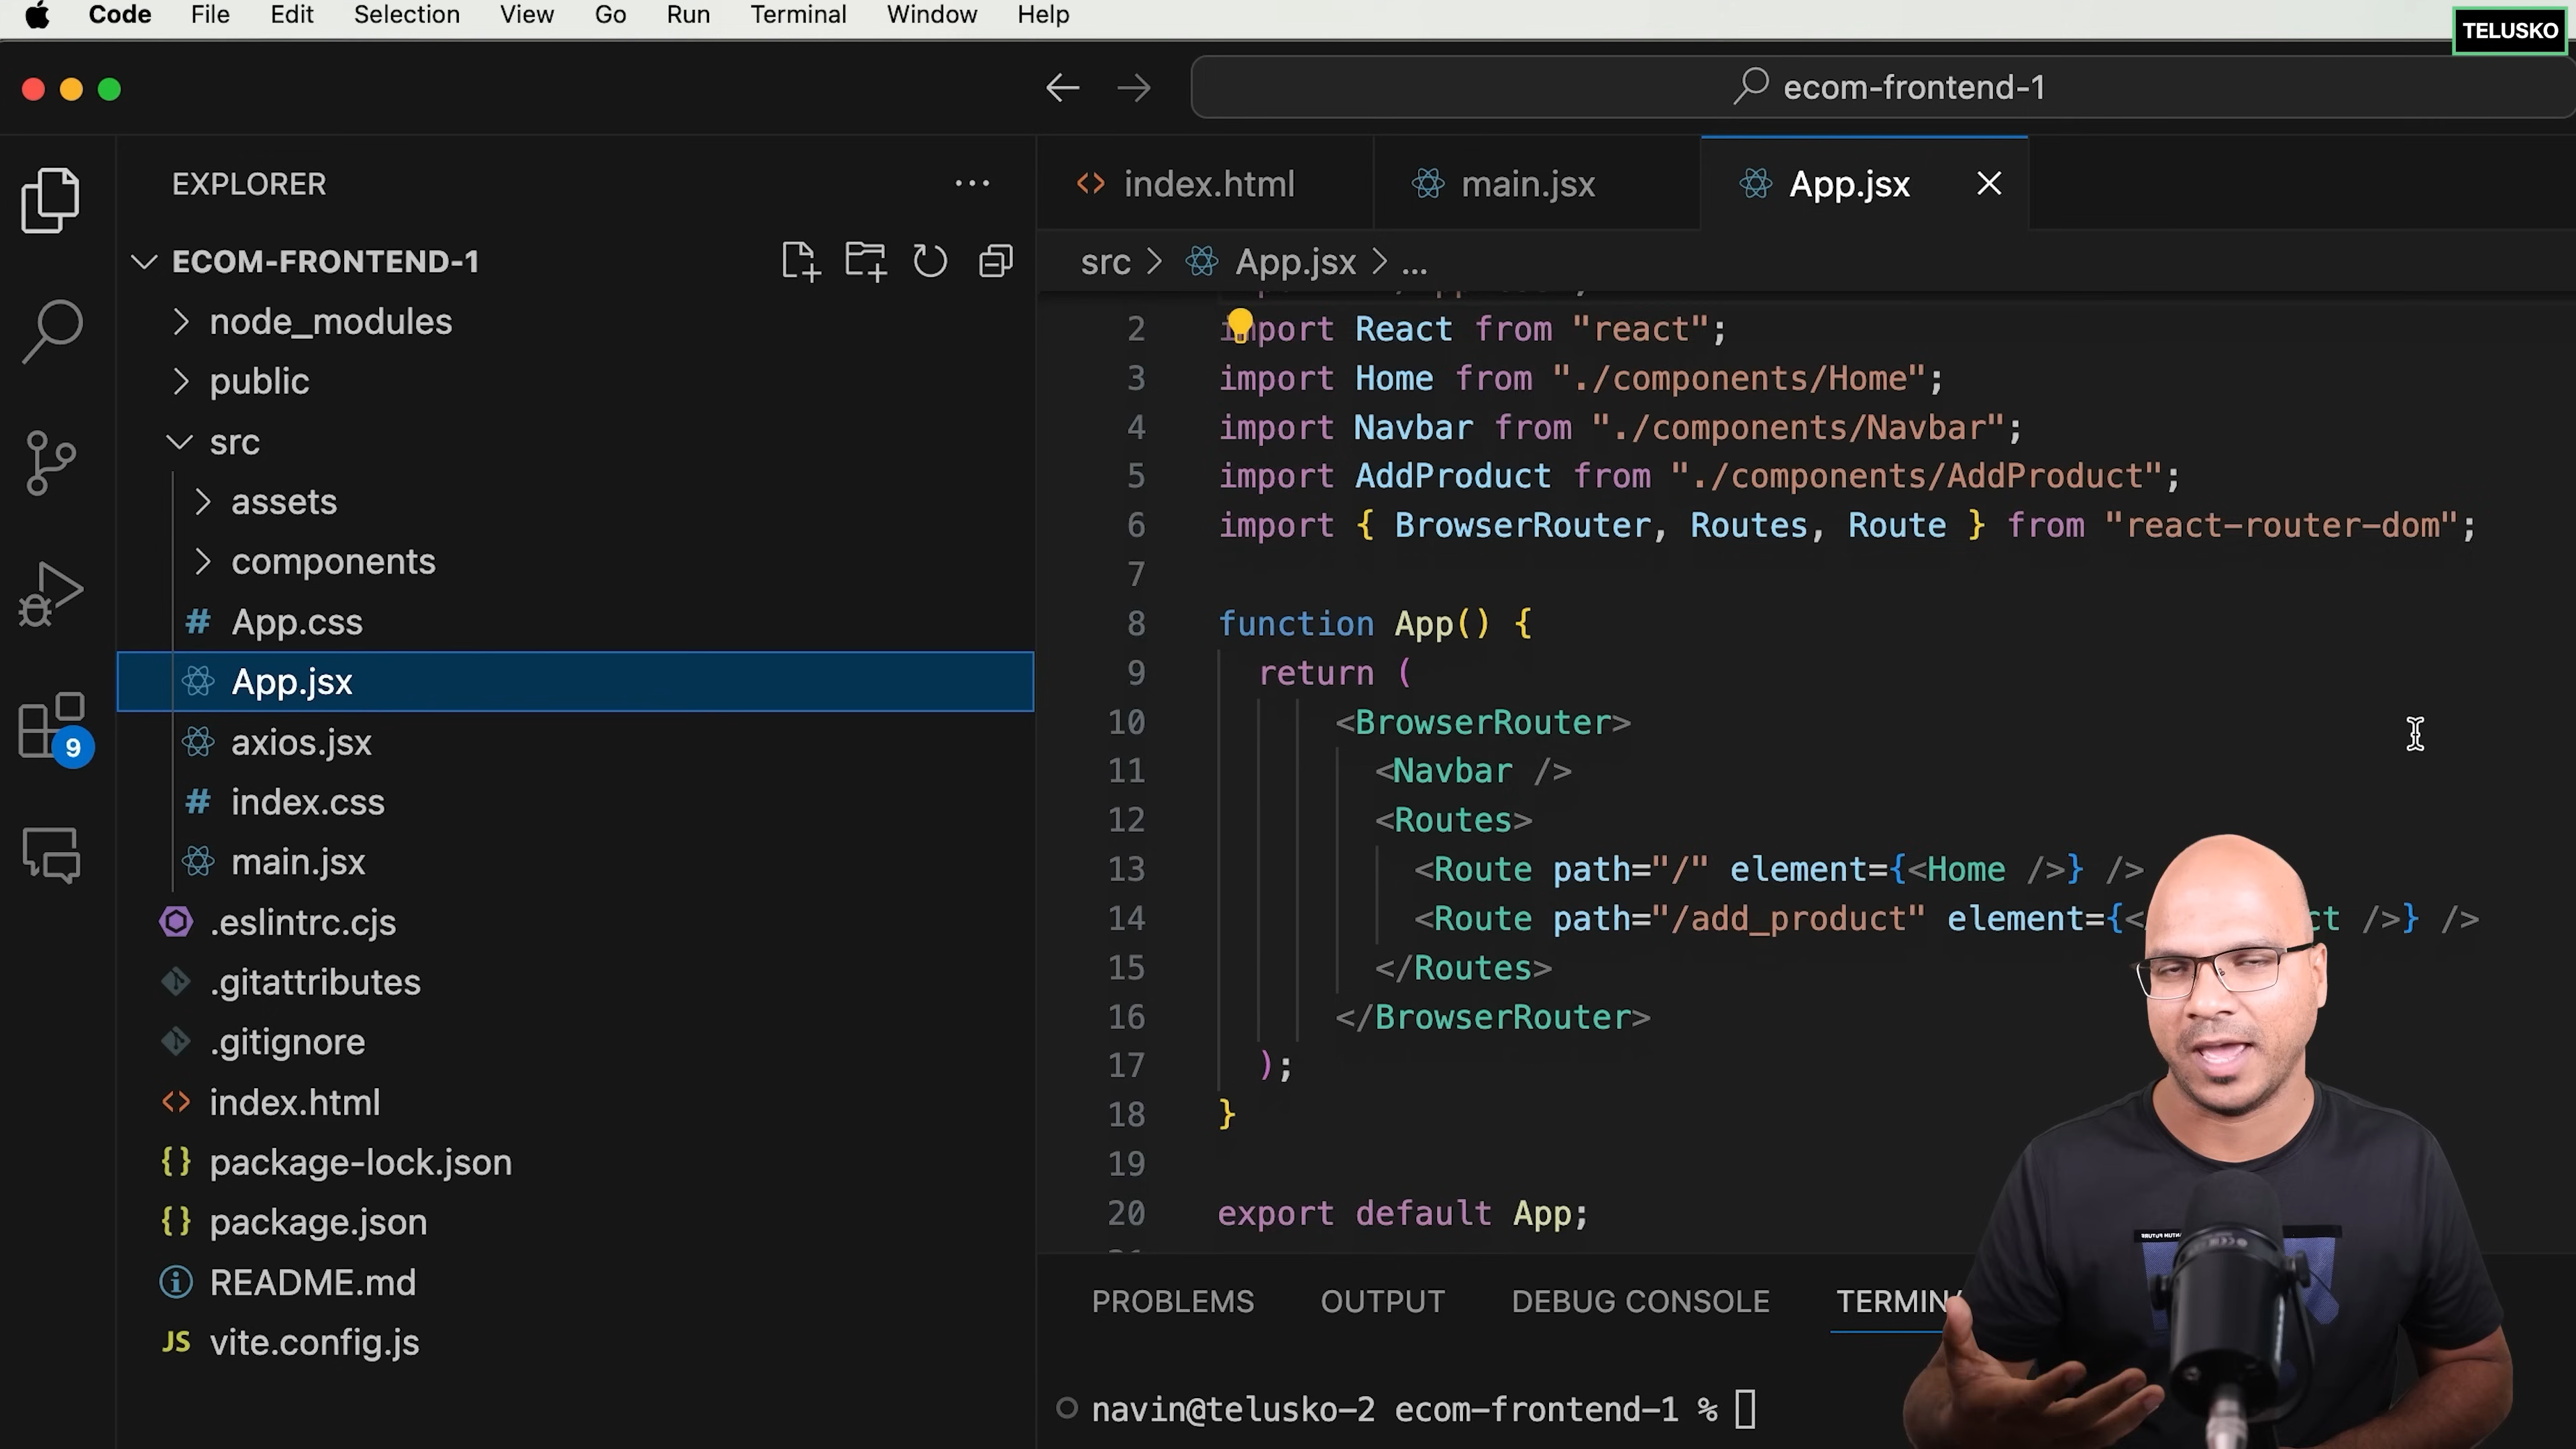 Code File Edit Selection View Go Run Terminal Window Help
TELUSKO
ecom-frontend-1
EXPLORER
ECOM-FRONTEND-1
node_modules
public
src
assets
components
# App.css
App.jsx
axios.jsx
# index.css
main.jsx
.eslintrc.cjs
.gitattributes
.gitignore
<> index.html
{} package-lock.json
{} package.json
README.md
JS vite.config.js
9
<> index.html main.jsx App.jsx
src > App.jsx > ...
2 import React from "react";
3 import Home from "./components/Home";
4 import Navbar from "./components/Navbar";
5 import AddProduct from "./components/AddProduct";
6 import { BrowserRouter, Routes, Route } from "react-router-dom";
7
8 function App() {
9 return (
10 <BrowserRouter>
11 <Navbar />
12 <Routes>
13 <Route path="/" element={<Home />} />
14 <Route path="/add_product" element={< ct />} />
15 </Routes>
16 </BrowserRouter>
17 );
18 }
19
20 export default App;
PROBLEMS OUTPUT DEBUG CONSOLE TERMINA
navin@telusko-2 ecom-frontend-1 %